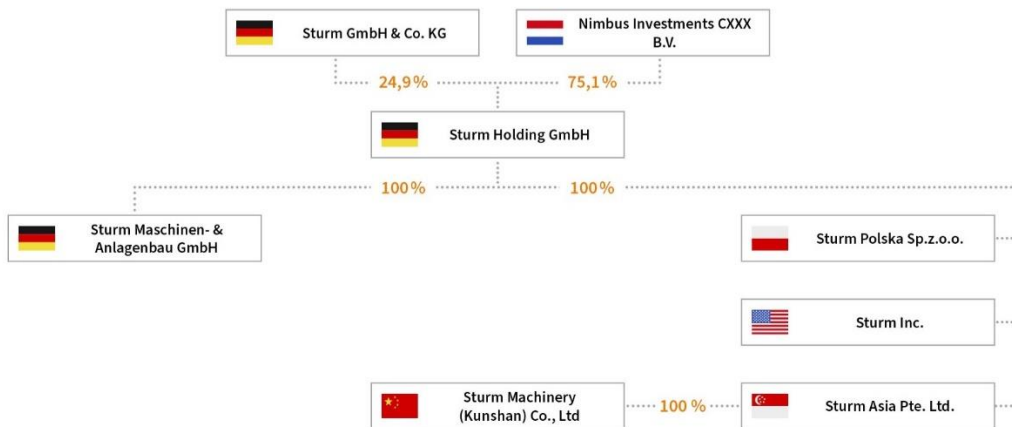 Sturm GmbH & Co. KG
Nimbus Investments CXXX
B.V.
24,9 %
75,1 %
Sturm Holding GmbH
100 %
100 %
Sturm Maschinen- &
Anlagenbau GmbH
Sturm Polska Sp.z.o.o.
Sturm Inc.
Sturm Machinery
(Kunshan) Co., Ltd
100 %
Sturm Asia Pte. Ltd.